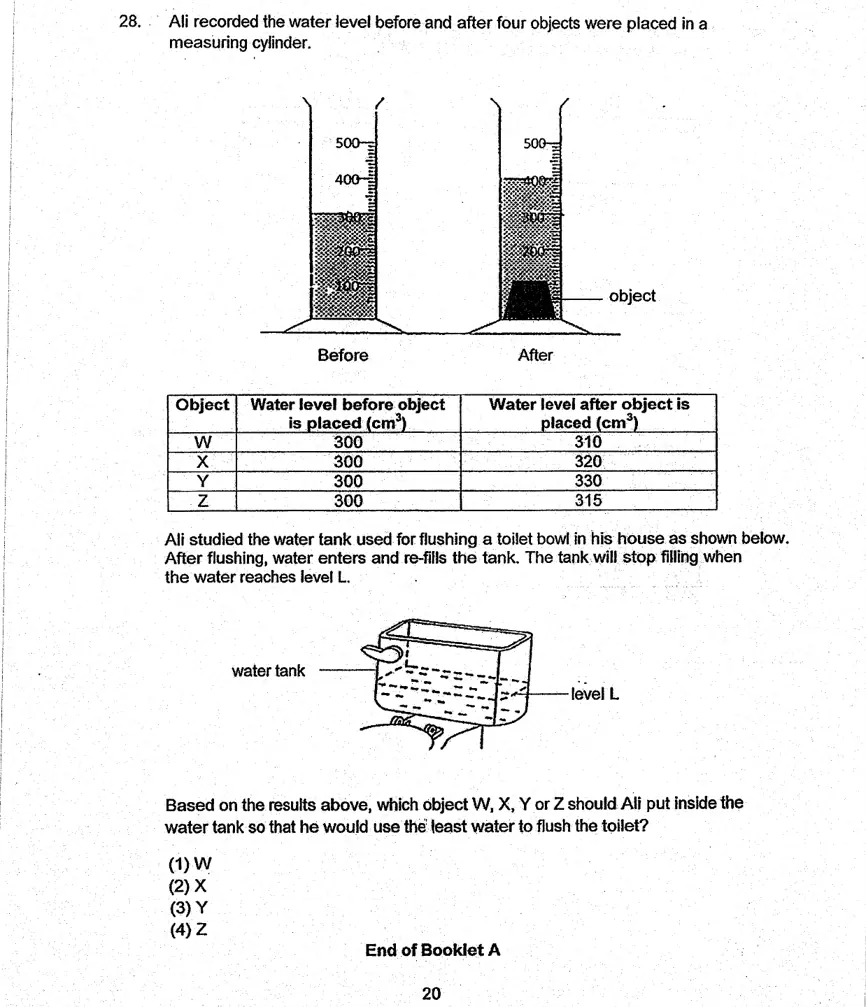 28. Ali recorded the water level before and after four objects were placed in a
measuring cylinder.
500
400
300
200
100
500
400
300
200
object
Before
After
Object Water level before object is placed (cm³) Water level after object is placed (cm³)
W 300 310
X 300 320
Y 300 330
Z 300 315
Ali studied the water tank used for flushing a toilet bowl in his house as shown below.
After flushing, water enters and re-fills the tank. The tank will stop filling when
the water reaches level L.
water tank
level L
Based on the results above, which object W, X, Y or Z should Ali put inside the
water tank so that he would use the least water to flush the toilet?
(1) W
(2) X
(3) Y
(4) Z
End of Booklet A
20